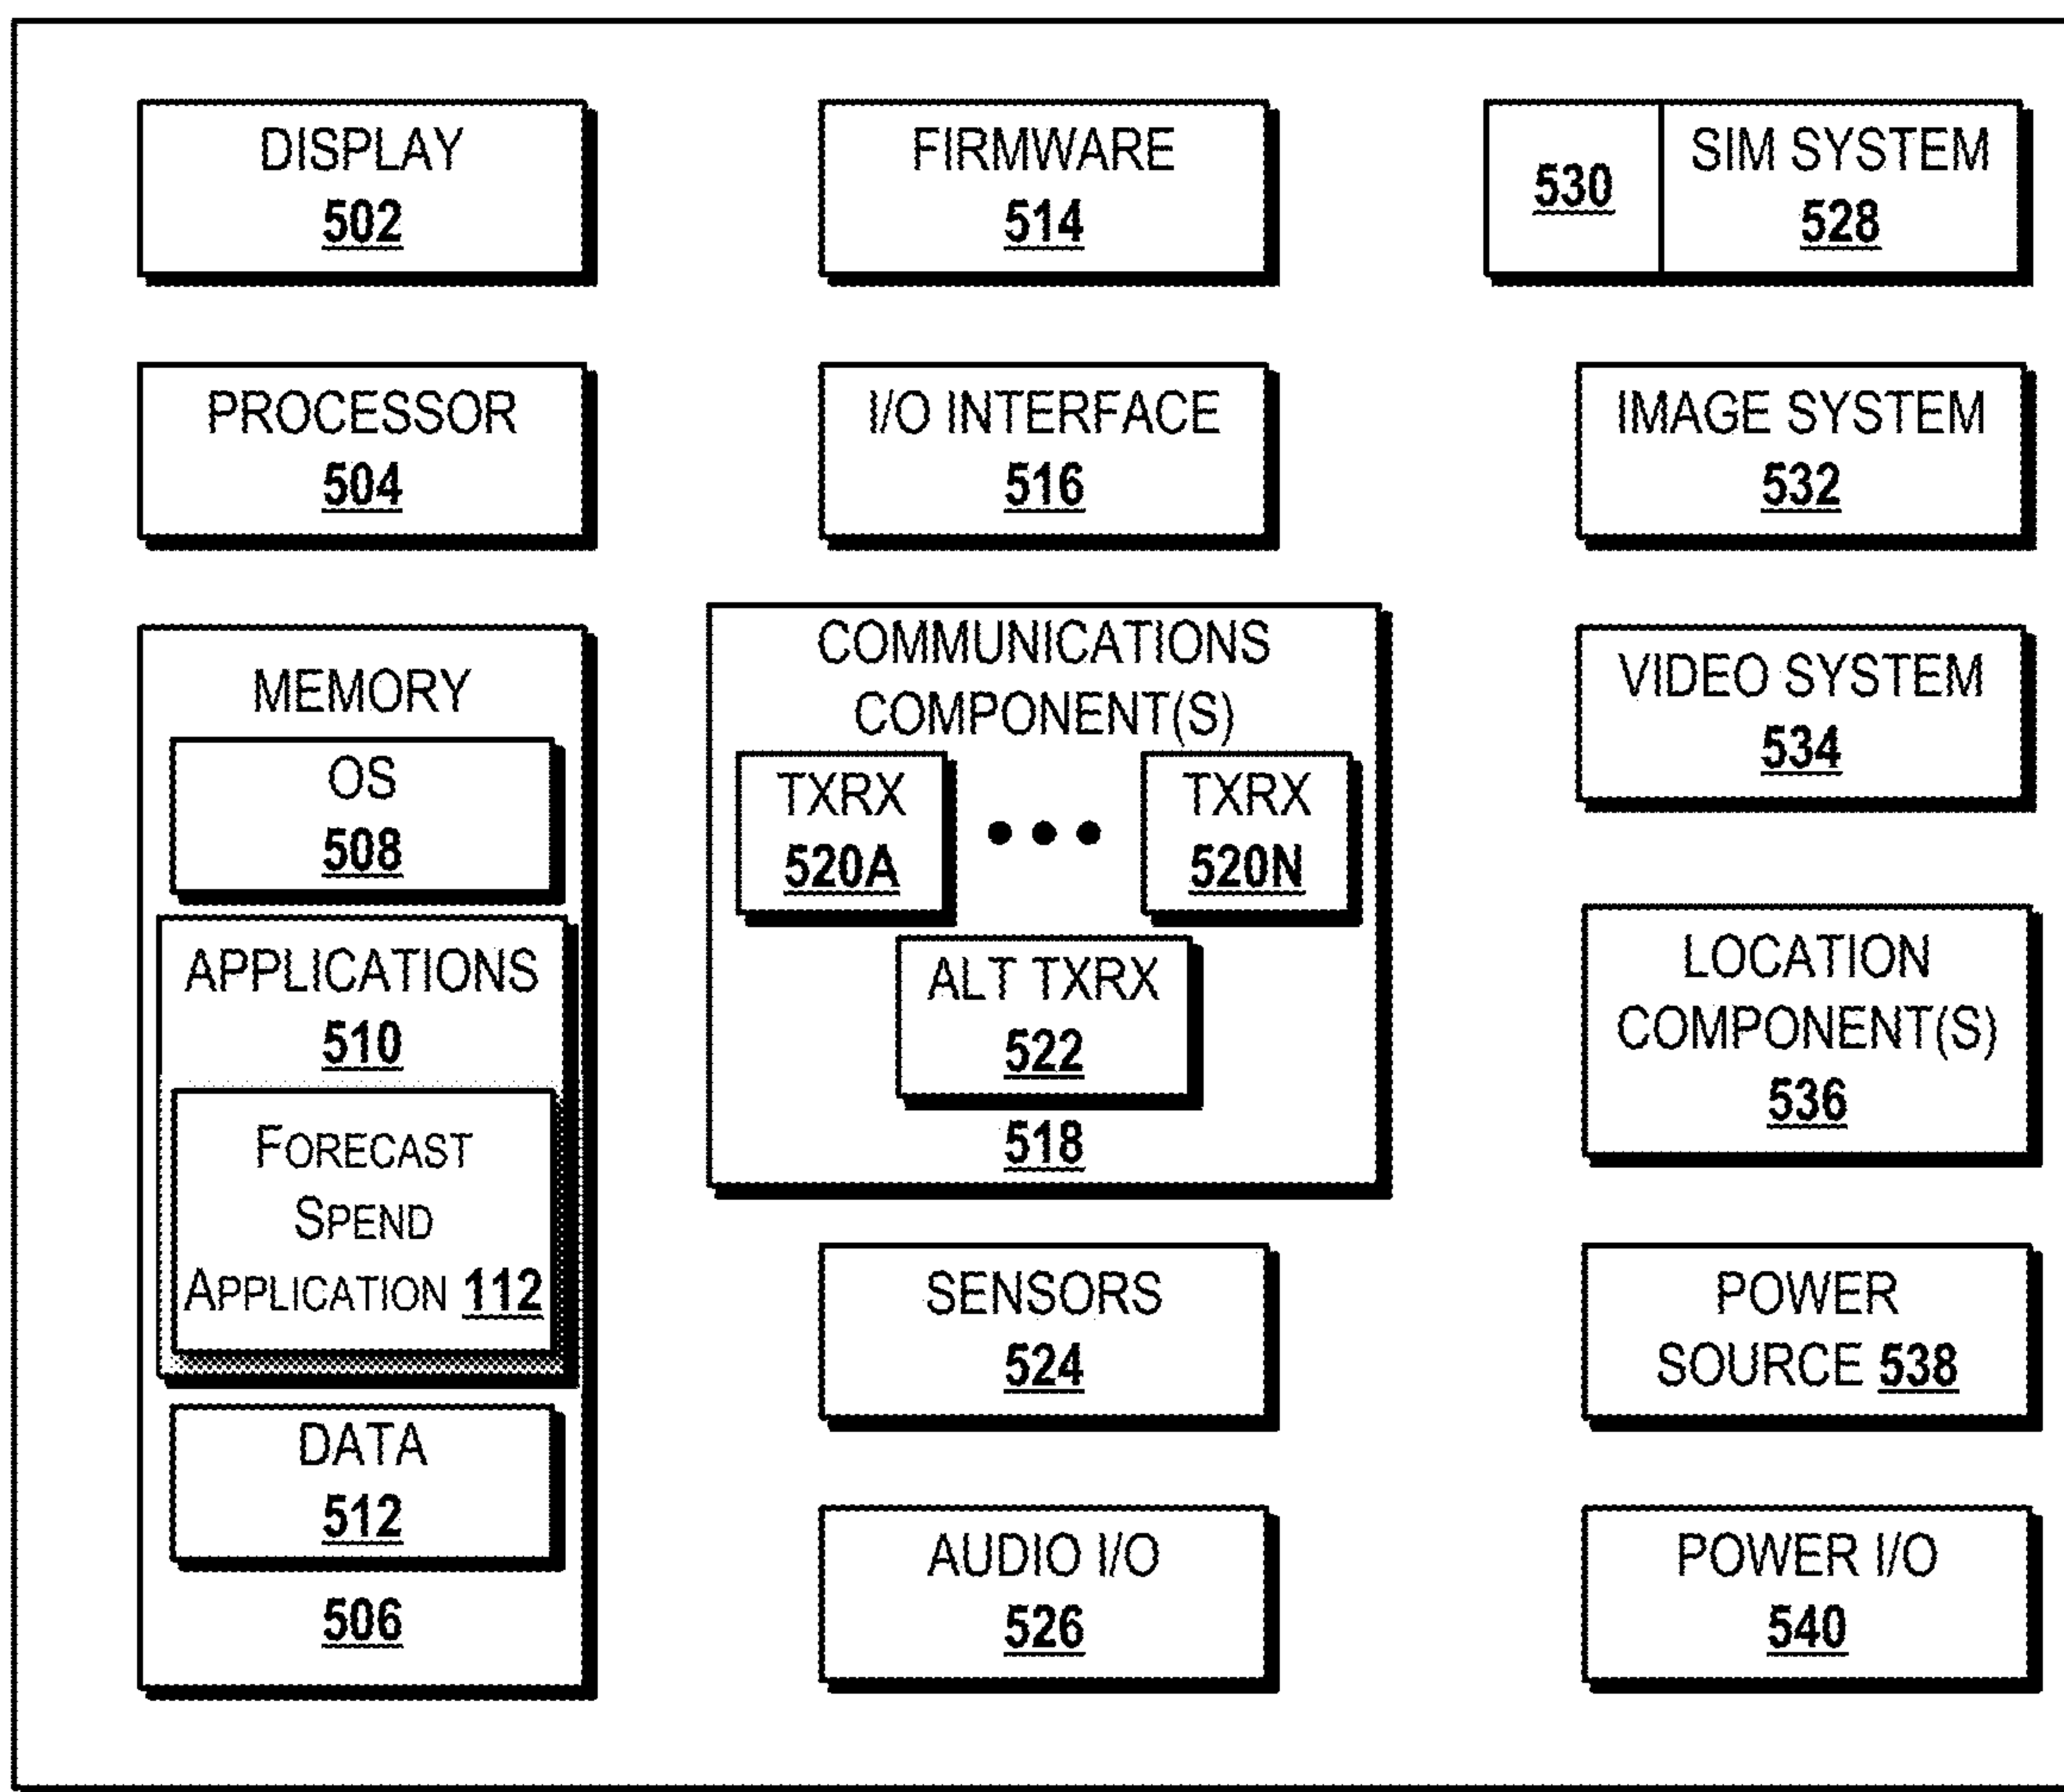 DISPLAY
502
PROCESSOR
504
MEMORY
OS
508
APPLICATIONS
510
FORECAST
SPEND
APPLICATION 112
DATA
512
506
FIRMWARE
514
I/O INTERFACE
516
COMMUNICATIONS
COMPONENT(S)
TXRX
520A
TXRX
520N
ALT TXRX
522
518
SENSORS
524
AUDIO I/O
526
530
SIM SYSTEM
528
IMAGE SYSTEM
532
VIDEO SYSTEM
534
LOCATION
COMPONENT(S)
536
POWER
SOURCE 538
POWER I/O
540